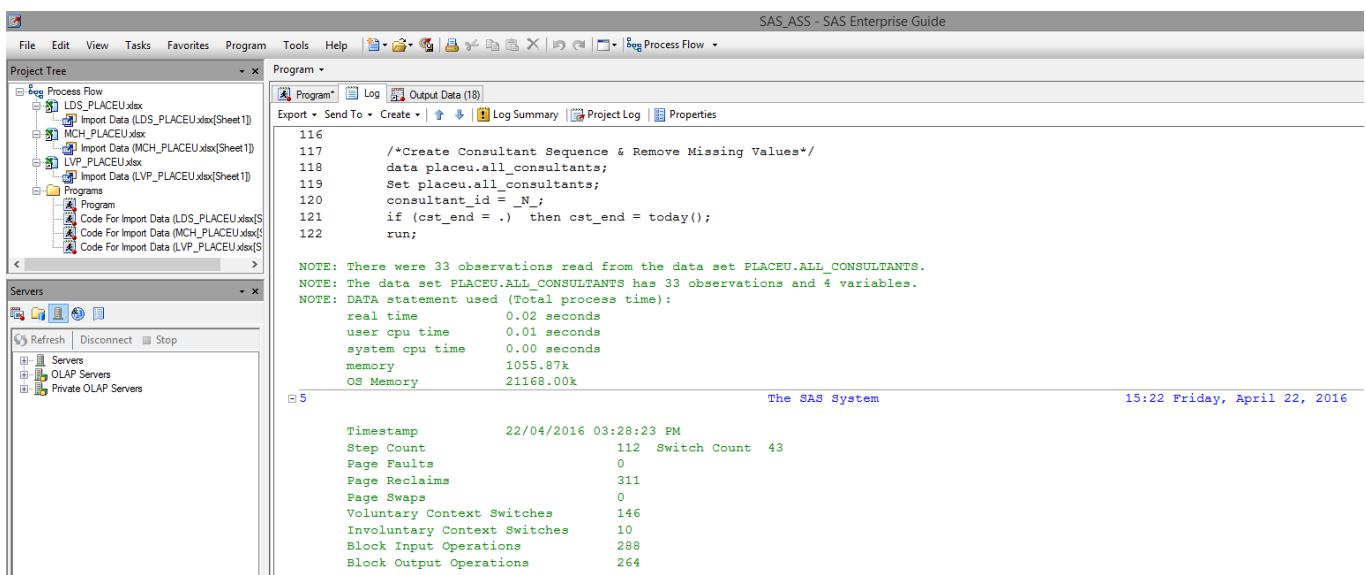 SAS_ASS - SAS Enterprise Guide
File Edit View Tasks Favorites Program Tools Help Process Flow
Project Tree
Process Flow
LDS_PLACEU.xlsx
Import Data (LDS_PLACEU.xlsx[Sheet1])
MCH_PLACEU.xlsx
Import Data (MCH_PLACEU.xlsx[Sheet1])
LVP_PLACEU.xlsx
Import Data (LVP_PLACEU.xlsx[Sheet1])
Programs
Program
Code For Import Data (LDS_PLACEU.xlsx[S
Code For Import Data (MCH_PLACEU.xlsx[
Code For Import Data (LVP_PLACEU.xlsx[S
Servers
Refresh Disconnect Stop
Servers
OLAP Servers
Private OLAP Servers
Program
Program* Log Output Data (18)
Export Send To Create Log Summary Project Log Properties
116
117 /*Create Consultant Sequence & Remove Missing Values*/
118 data placeu.all_consultants;
119 Set placeu.all_consultants;
120 consultant_id = _N_;
121 if (cst_end = .) then cst_end = today();
122 run;
NOTE: There were 33 observations read from the data set PLACEU.ALL_CONSULTANTS.
NOTE: The data set PLACEU.ALL_CONSULTANTS has 33 observations and 4 variables.
NOTE: DATA statement used (Total process time):
real time 0.02 seconds
user cpu time 0.01 seconds
system cpu time 0.00 seconds
memory 1055.87k
OS Memory 21168.00k
5 The SAS System 15:22 Friday, April 22, 2016
Timestamp 22/04/2016 03:28:23 PM
Step Count 112 Switch Count 43
Page Faults 0
Page Reclaims 311
Page Swaps 0
Voluntary Context Switches 146
Involuntary Context Switches 10
Block Input Operations 288
Block Output Operations 264